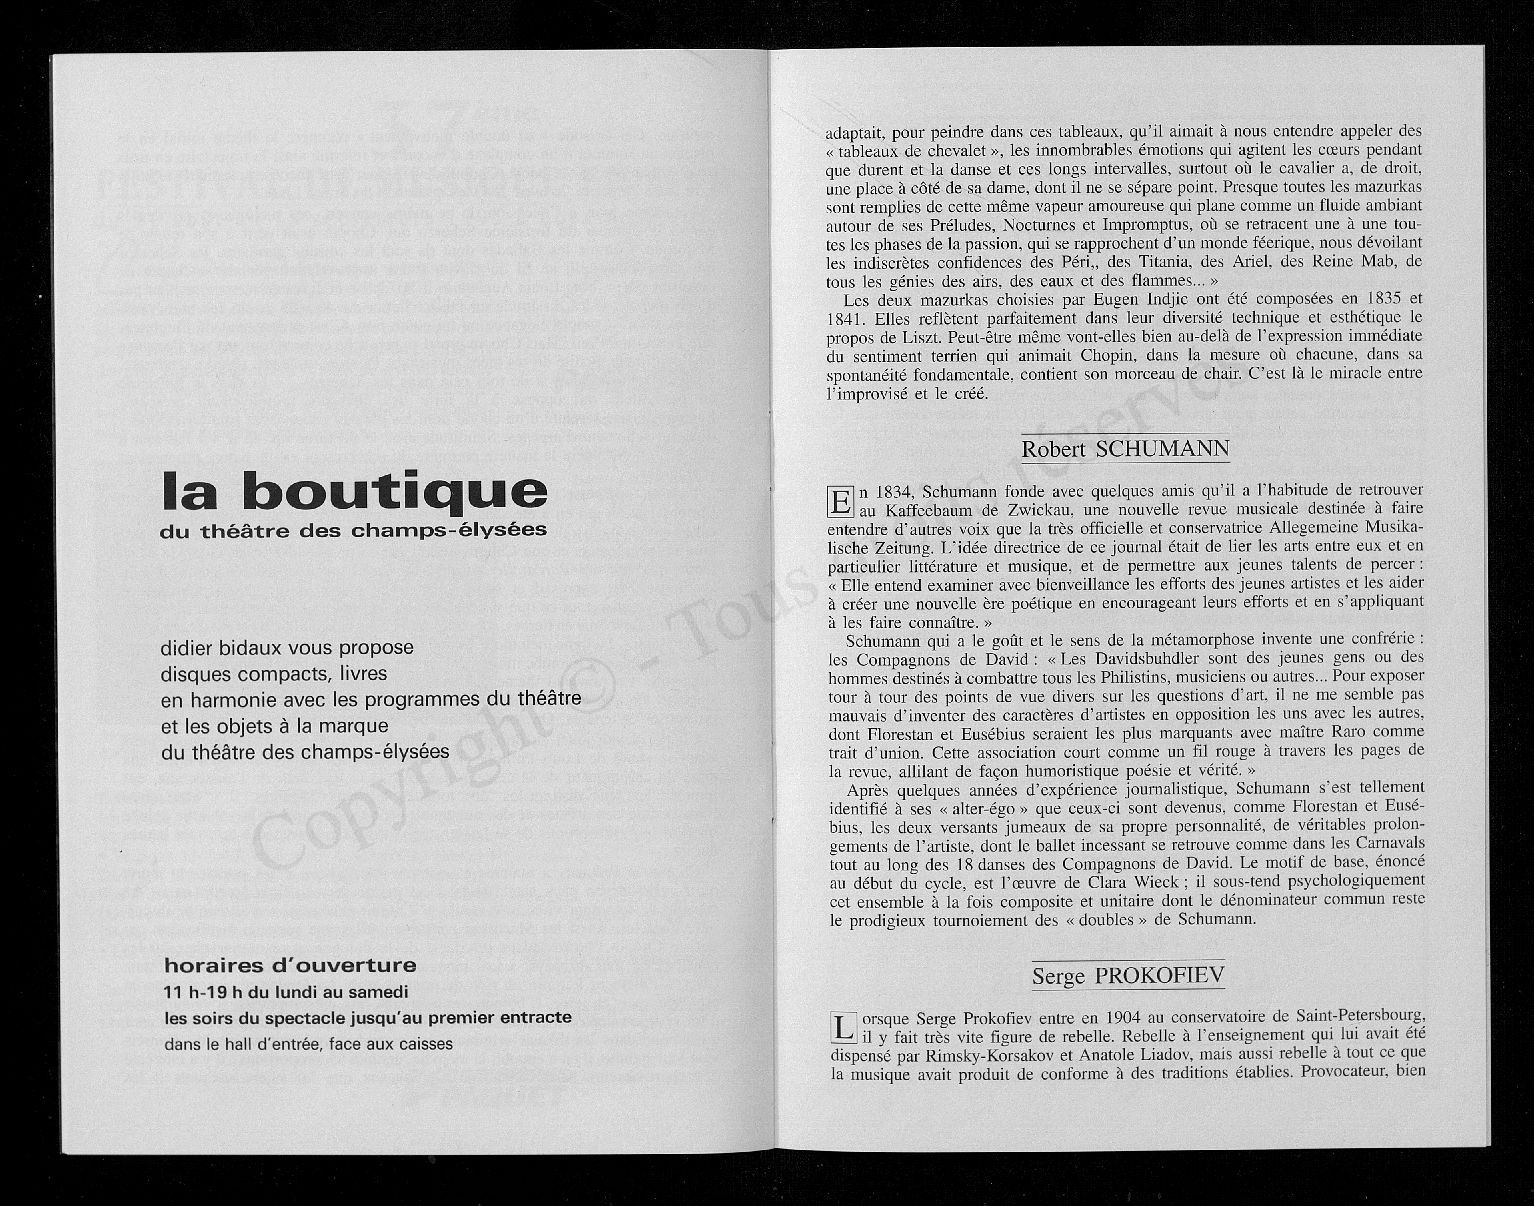 la boutique
du théâtre des champs-élysées
didier bidaux vous propose
disques compacts, livres
en harmonie avec les programmes du théâtre
et les objets à la marque
du théâtre des champs-élysées
horaires d'ouverture
11 h-19 h du lundi au samedi
les soirs du spectacle jusqu'au premier entracte
dans le hall d'entrée, face aux caisses
adaptait, pour peindre dans ces tableaux, qu'il aimait à nous entendre appeler des
« tableaux de chevalet », les innombrables émotions qui agitent les cœurs pendant
que durent et la danse et ces longs intervalles, surtout où le cavalier a, de droit,
une place à côté de sa dame, dont il ne se sépare point. Presque toutes les mazurkas
sont remplies de cette même vapeur amoureuse qui plane comme un fluide ambiant
autour de ses Préludes, Nocturnes et Impromptus, où se retracent une à une tou-
tes les phases de la passion, qui se rapprochent d'un monde féerique, nous dévoilant
les indiscrètes confidences des Péri,, des Titania, des Ariel, des Reine Mab, de
tous les génies des airs, des eaux et des flammes... »
Les deux mazurkas choisies par Eugen Indjic ont été composées en 1835 et
1841. Elles reflètent parfaitement dans leur diversité technique et esthétique le
propos de Liszt. Peut-être même vont-elles bien au-delà de l'expression immédiate
du sentiment terrien qui animait Chopin, dans la mesure où chacune, dans sa
spontanéité fondamentale, contient son morceau de chair. C'est là le miracle entre
l'improvisé et le créé.
Robert SCHUMANN
En 1834, Schumann fonde avec quelques amis qu'il a l'habitude de retrouver
au Kaffeebaum de Zwickau, une nouvelle revue musicale destinée à faire
entendre d'autres voix que la très officielle et conservatrice Allegemeine Musika-
lische Zeitung. L'idée directrice de ce journal était de lier les arts entre eux et en
particulier littérature et musique, et de permettre aux jeunes talents de percer :
« Elle entend examiner avec bienveillance les efforts des jeunes artistes et les aider
à créer une nouvelle ère poétique en encourageant leurs efforts et en s'appliquant
à les faire connaître. »
Schumann qui a le goût et le sens de la métamorphose invente une confrérie :
les Compagnons de David : « Les Davidsbuhdler sont des jeunes gens ou des
hommes destinés à combattre tous les Philistins, musiciens ou autres... Pour exposer
tour à tour des points de vue divers sur les questions d'art, il ne me semble pas
mauvais d'inventer des caractères d'artistes en opposition les uns avec les autres,
dont Florestan et Eusébius seraient les plus marquants avec maître Raro comme
trait d'union. Cette association court comme un fil rouge à travers les pages de
la revue, allilant de façon humoristique poésie et vérité. »
Après quelques années d'expérience journalistique, Schumann s'est tellement
identifié à ses « alter-égo » que ceux-ci sont devenus, comme Florestan et Eusé-
bius, les deux versants jumeaux de sa propre personnalité, de véritables prolon-
gements de l'artiste, dont le ballet incessant se retrouve comme dans les Carnavals
tout au long des 18 danses des Compagnons de David. Le motif de base, énoncé
au début du cycle, est l'œuvre de Clara Wieck ; il sous-tend psychologiquement
cet ensemble à la fois composite et unitaire dont le dénominateur commun reste
le prodigieux tournoiement des « doubles » de Schumann.
Serge PROKOFIEV
Lorsque Serge Prokofiev entre en 1904 au conservatoire de Saint-Petersbourg,
il y fait très vite figure de rebelle. Rebelle à l'enseignement qui lui avait été
dispensé par Rimsky-Korsakov et Anatole Liadov, mais aussi rebelle à tout ce que
la musique avait produit de conforme à des traditions établies. Provocateur, bien
Copyright © - Tous droits réservés